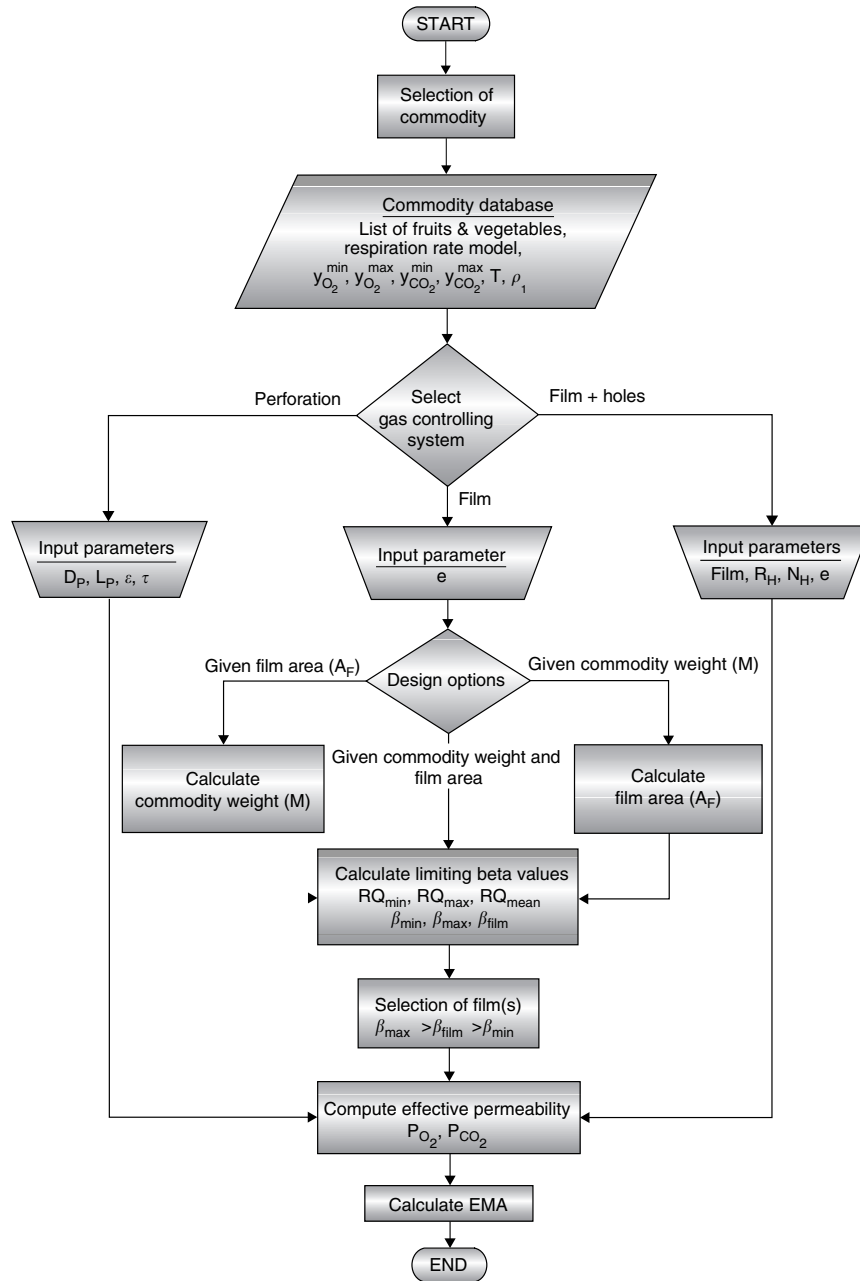 START
Selection of
commodity
Commodity database
List of fruits & vegetables,
respiration rate model,
y_O₂^min, y_O₂^max, y_CO₂^min, y_CO₂^max, T, ρ₁
Select
gas controlling
system
Perforation
Film + holes
Film
Input parameters
D_P, L_P, ε, τ
Input parameter
e
Input parameters
Film, R_H, N_H, e
Design options
Given film area (A_F)
Given commodity weight (M)
Given commodity weight and
film area
Calculate
commodity weight (M)
Calculate
film area (A_F)
Calculate limiting beta values
RQ_min, RQ_max, RQ_mean
β_min, β_max, β_film
Selection of film(s)
β_max >β_film >β_min
Compute effective permeability
P_O₂, P_CO₂
Calculate EMA
END